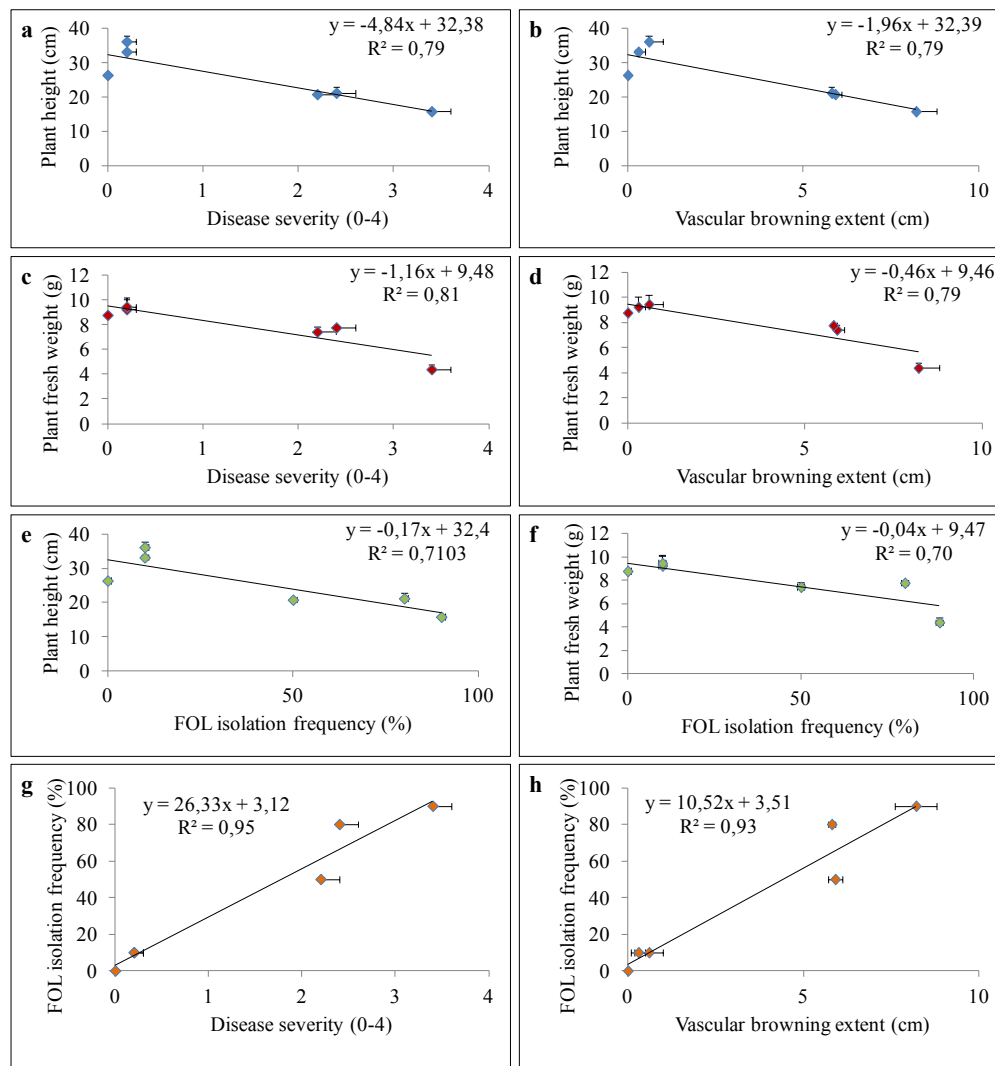 a
y = -4,84x + 32,38
R² = 0,79
Plant height (cm)
40
30
20
10
0
0 1 2 3 4
Disease severity (0-4)
b
y = -1,96x + 32,39
R² = 0,79
Plant height (cm)
40
30
20
10
0
0 5 10
Vascular browning extent (cm)
c
y = -1,16x + 9,48
R² = 0,81
Plant fresh weight (g)
12
10
8
6
4
2
0
0 1 2 3 4
Disease severity (0-4)
d
y = -0,46x + 9,46
R² = 0,79
Plant fresh weight (g)
12
10
8
6
4
2
0
0 5 10
Vascular browning extent (cm)
e
y = -0,17x + 32,4
R² = 0,7103
Plant height (cm)
40
30
20
10
0
0 50 100
FOL isolation frequency (%)
f
y = -0,04x + 9,47
R² = 0,70
Plant fresh weight (g)
12
10
8
6
4
2
0
0 50 100
FOL isolation frequency (%)
g
y = 26,33x + 3,12
R² = 0,95
FOL isolation frequency (%)
100
80
60
40
20
0
0 1 2 3 4
Disease severity (0-4)
h
y = 10,52x + 3,51
R² = 0,93
FOL isolation frequency (%)
100
80
60
40
20
0
0 5 10
Vascular browning extent (cm)